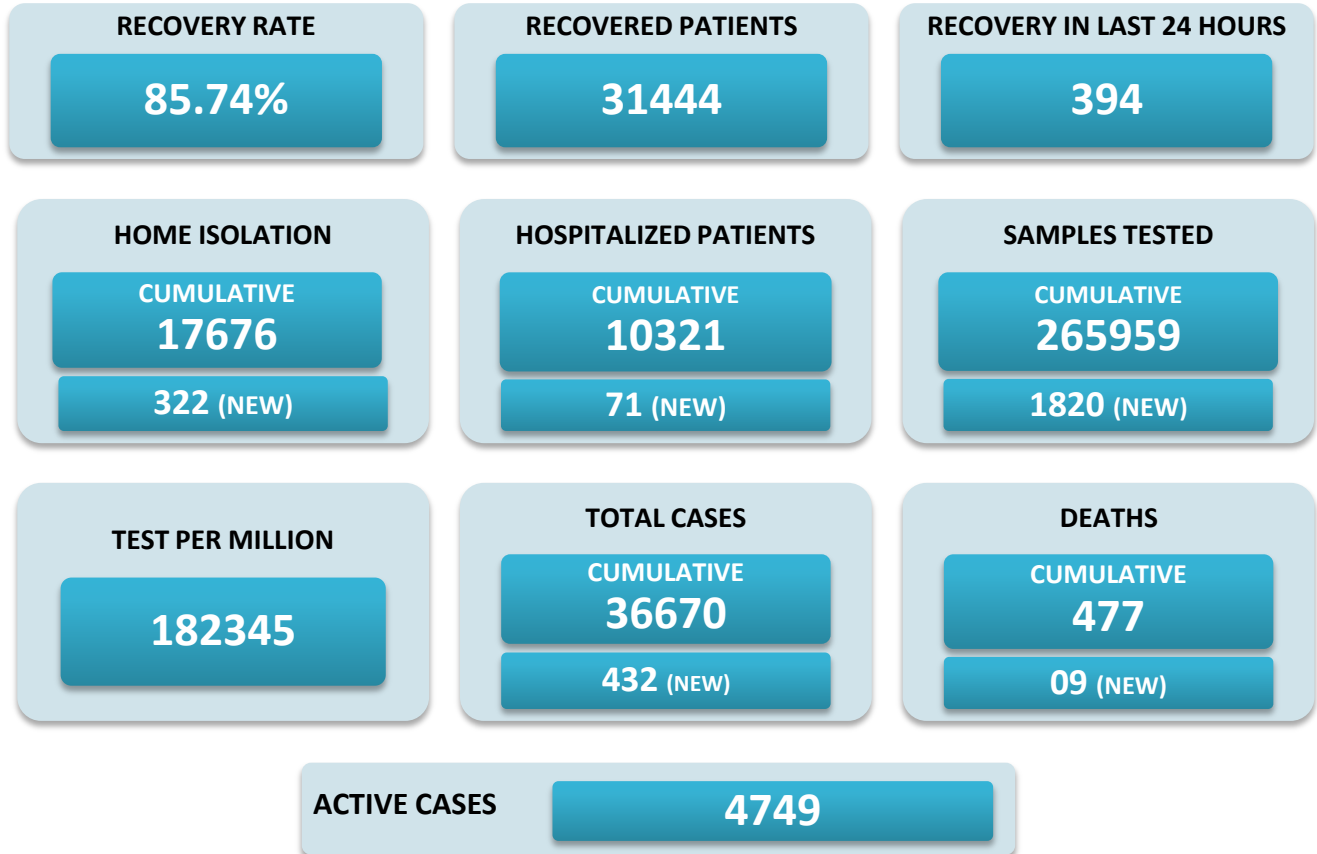 RECOVERY RATE
85.74%
RECOVERED PATIENTS
31444
RECOVERY IN LAST 24 HOURS
394
HOME ISOLATION
CUMULATIVE
17676
322 (NEW)
HOSPITALIZED PATIENTS
CUMULATIVE
10321
71 (NEW)
SAMPLES TESTED
CUMULATIVE
265959
1820 (NEW)
TEST PER MILLION
182345
TOTAL CASES
CUMULATIVE
36670
432 (NEW)
DEATHS
CUMULATIVE
477
09 (NEW)
ACTIVE CASES
4749